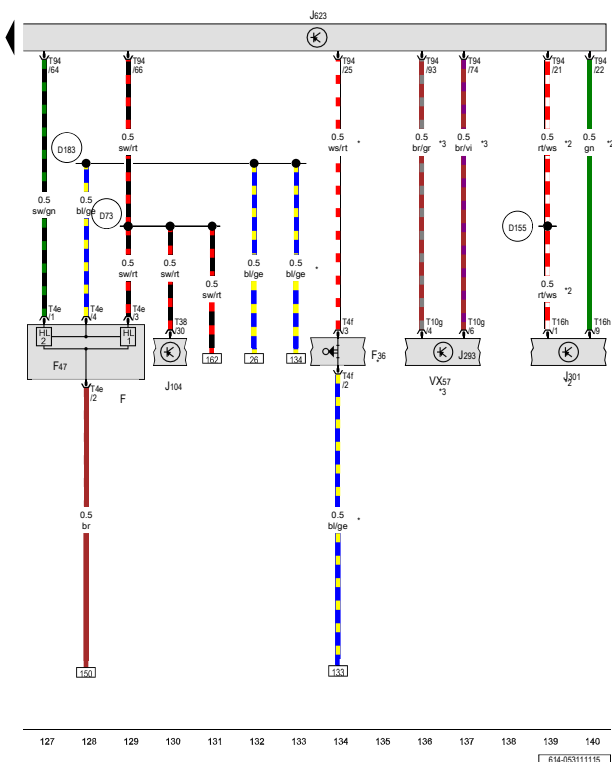 J623
T94 /64
T94 /66
T94 /25
T94 /93
T94 /74
T94 /21
T94 /22
D183
0.5 sw/rt
0.5 ws/rt *
0.5 br/gr *3
0.5 br/vi *3
0.5 rt/ws *2
0.5 gn *2
0.5 sw/gn
0.5 bl/ge
D73
D155
0.5 sw/rt
0.5 sw/rt
0.5 sw/rt
0.5 bl/ge
0.5 bl/ge *
0.5 rt/ws *2
T4e /1
T4e /4
T4e /3
T38 /30
T4f /3
T10g /4
T10g /6
T16h /1
T16h /9
HL 2
HL 1
F47
F
J104
162
26
134
F36
*
J293
VX57
*3
J301
*2
T4e /2
T4f /2
0.5 br
0.5 bl/ge *
150
133
127 128 129 130 131 132 133 134 135 136 137 138 139 140
614-053111115